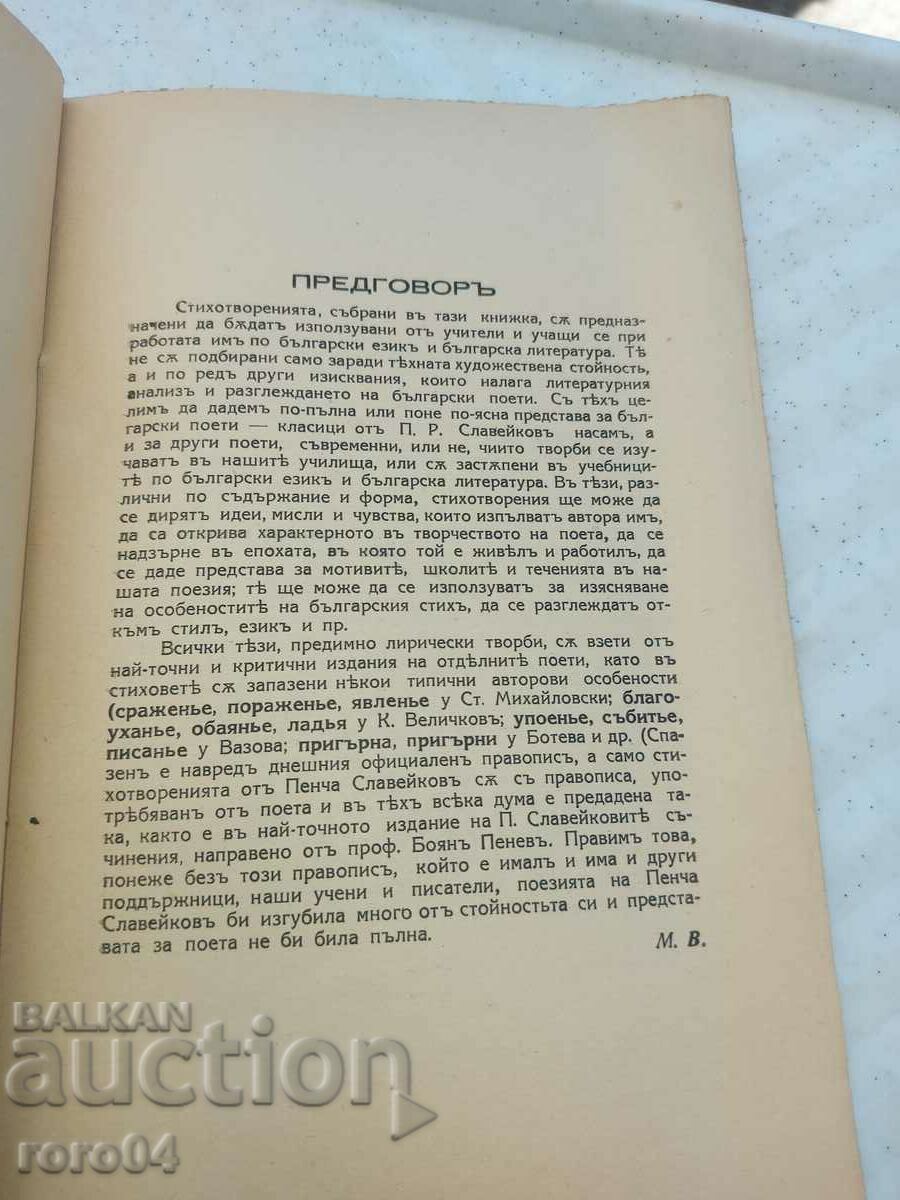 ПРЕДГОВОРЪ
Стихотворенията, събрани въ тази книжка, сѫ предназ-
начени да бѫдатъ използувани отъ учители и учащи се при
работата имъ по български езикъ и българска литература. Тѣ
не сѫ подбирани само заради тѣхната художествена стойность,
а и по редъ други изисквания, които налага литературния
анализъ и разглеждането на български поети. Съ тѣхъ це-
лимъ да дадемъ по-пълна или поне по-ясна представа за бъл-
гарски поети — класици отъ П. Р. Славейковъ насамъ, а
и за други поети, съвременни, или не, чиито творби се изу-
чаватъ въ нашитѣ училища, или сѫ застѫпени въ учебници-
тѣ по български езикъ и българска литература. Въ тѣзи, раз-
лични по съдържание и форма, стихотворения ще може да
се дирятъ идеи, мисли и чувства, които изпълватъ автора имъ,
да са открива характерното въ творчеството на поета, да се
надзърне въ епохата, въ която той е живѣлъ и работилъ, да
се даде представа за мотивитѣ, школитѣ и теченията въ на-
шата поезия; тѣ ще може да се използуватъ за изясняване
на особеноститѣ на българския стихъ, да се разглеждатъ от-
къмъ стилъ, езикъ и пр.
Всички тѣзи, предимно лирически творби, сѫ взети отъ
най-точни и критични издания на отдѣлнитѣ поети, като въ
стиховетѣ сѫ запазени нѣкои типични авторови особености
(сраженье, пораженье, явленье у Ст. Михайловски; благо-
уханье, обаянье, ладья у К. Величковъ; упоенье, събитье,
писанье у Вазова; пригърна, пригърни у Ботева и др. (Спа-
зенъ е навредъ днешния официаленъ правописъ, а само сти-
хотворенията отъ Пенча Славейковъ сѫ съ правописа, упо-
трѣбяванъ отъ поета и въ тѣхъ всѣка дума е предадена та-
ка, както е въ най-точното издание на П. Славейковитѣ съ-
чинения, направено отъ проф. Боянъ Пеневъ. Правимъ това,
понеже безъ този правописъ, който е ималъ и има и други
поддържници, наши учени и писатели, поезията на Пенча
Славейковъ би изгубила много отъ стойностьта си и предста-
вата за поета не би била пълна.
М. В.
BALKAN
auction
roro04